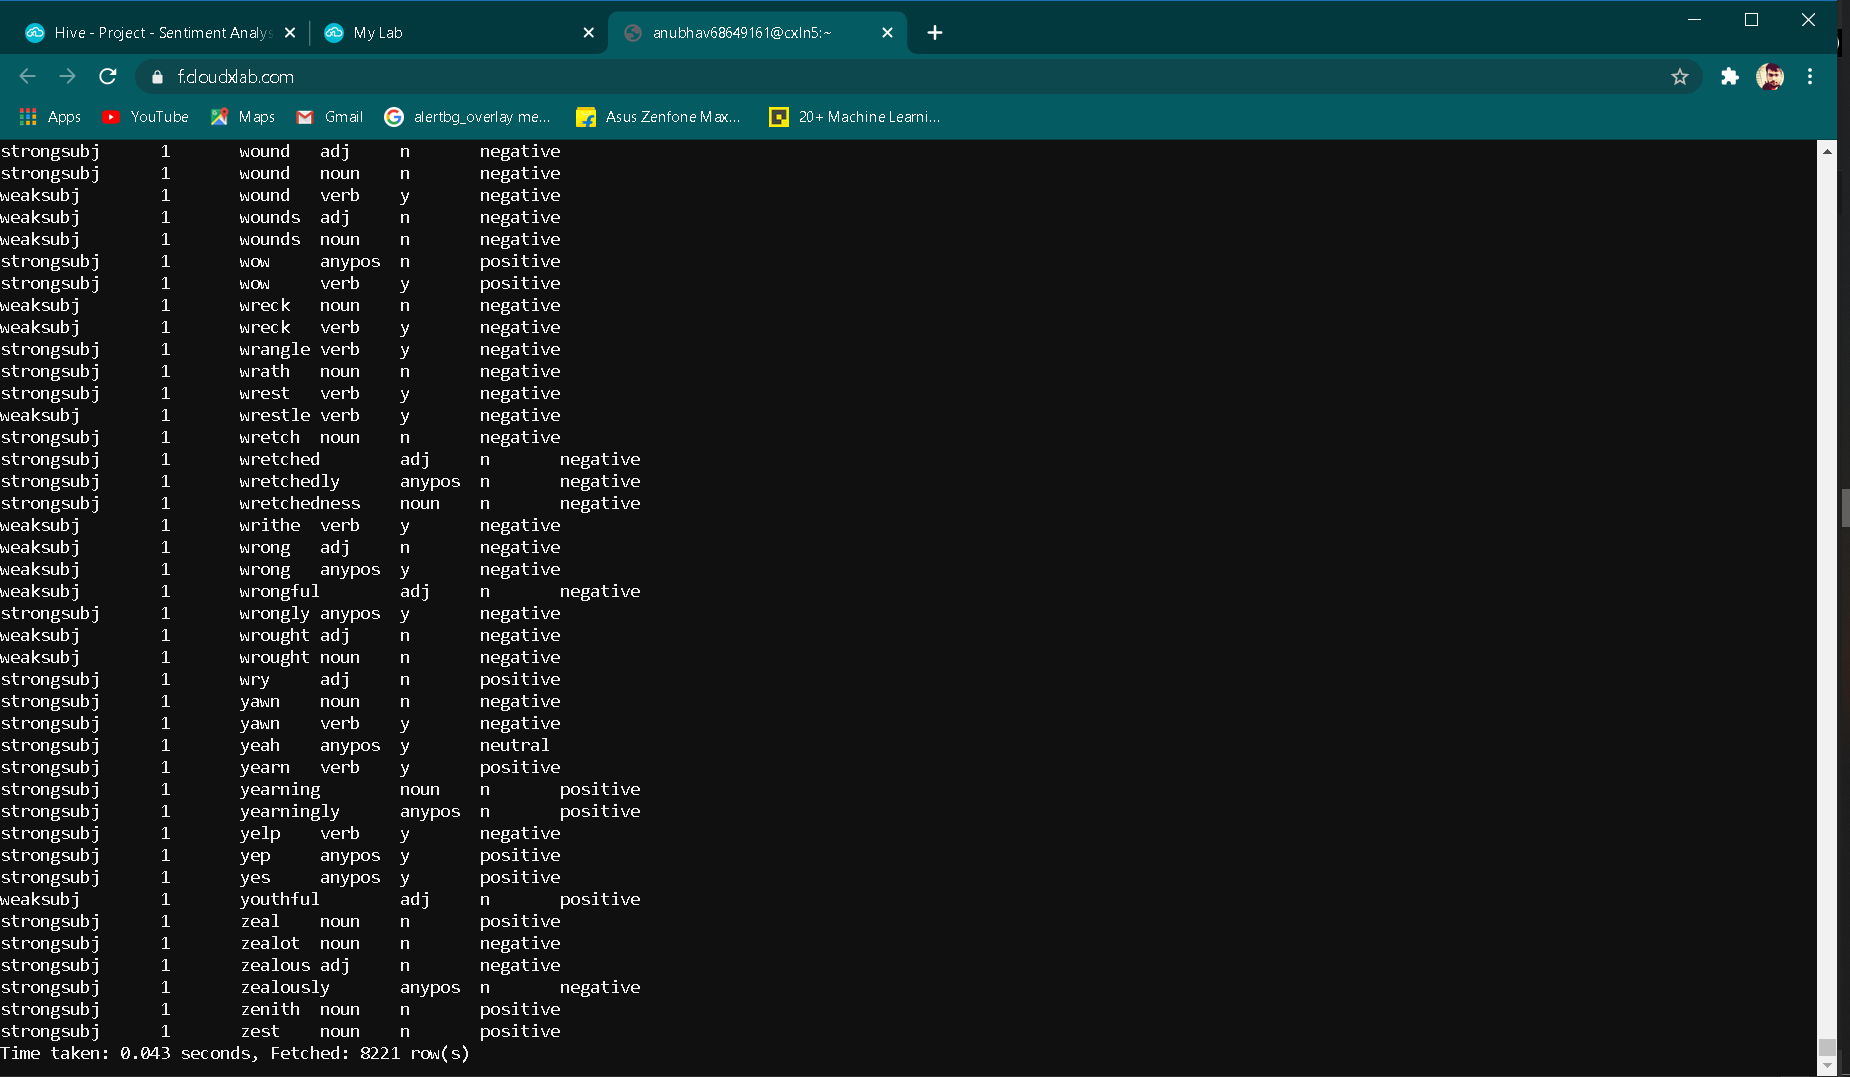 Hive - Project - Sentiment Analys
My Lab
anubhav68649161@cxln5:~
f.cloudxlab.com
Apps YouTube Maps Gmail alertbg_overlay me... Asus Zenfone Max... 20+ Machine Learni...
strongsubj 1 wound adj n negative
strongsubj 1 wound noun n negative
weaksubj 1 wound verb y negative
weaksubj 1 wounds adj n negative
weaksubj 1 wounds noun n negative
strongsubj 1 wow anypos n positive
strongsubj 1 wow verb y positive
weaksubj 1 wreck noun n negative
weaksubj 1 wreck verb y negative
strongsubj 1 wrangle verb y negative
strongsubj 1 wrath noun n negative
strongsubj 1 wrest verb y negative
weaksubj 1 wrestle verb y negative
strongsubj 1 wretch noun n negative
strongsubj 1 wretched adj n negative
strongsubj 1 wretchedly anypos n negative
strongsubj 1 wretchedness noun n negative
weaksubj 1 writhe verb y negative
weaksubj 1 wrong adj n negative
weaksubj 1 wrong anypos y negative
weaksubj 1 wrongful adj n negative
strongsubj 1 wrongly anypos y negative
weaksubj 1 wrought adj n negative
weaksubj 1 wrought noun n negative
strongsubj 1 wry adj n positive
strongsubj 1 yawn noun n negative
strongsubj 1 yawn verb y negative
strongsubj 1 yeah anypos y neutral
strongsubj 1 yearn verb y positive
strongsubj 1 yearning noun n positive
strongsubj 1 yearningly anypos n positive
strongsubj 1 yelp verb y negative
strongsubj 1 yep anypos y positive
strongsubj 1 yes anypos y positive
weaksubj 1 youthful adj n positive
strongsubj 1 zeal noun n positive
strongsubj 1 zealot noun n negative
strongsubj 1 zealous adj n negative
strongsubj 1 zealously anypos n negative
strongsubj 1 zenith noun n positive
strongsubj 1 zest noun n positive
Time taken: 0.043 seconds, Fetched: 8221 row(s)